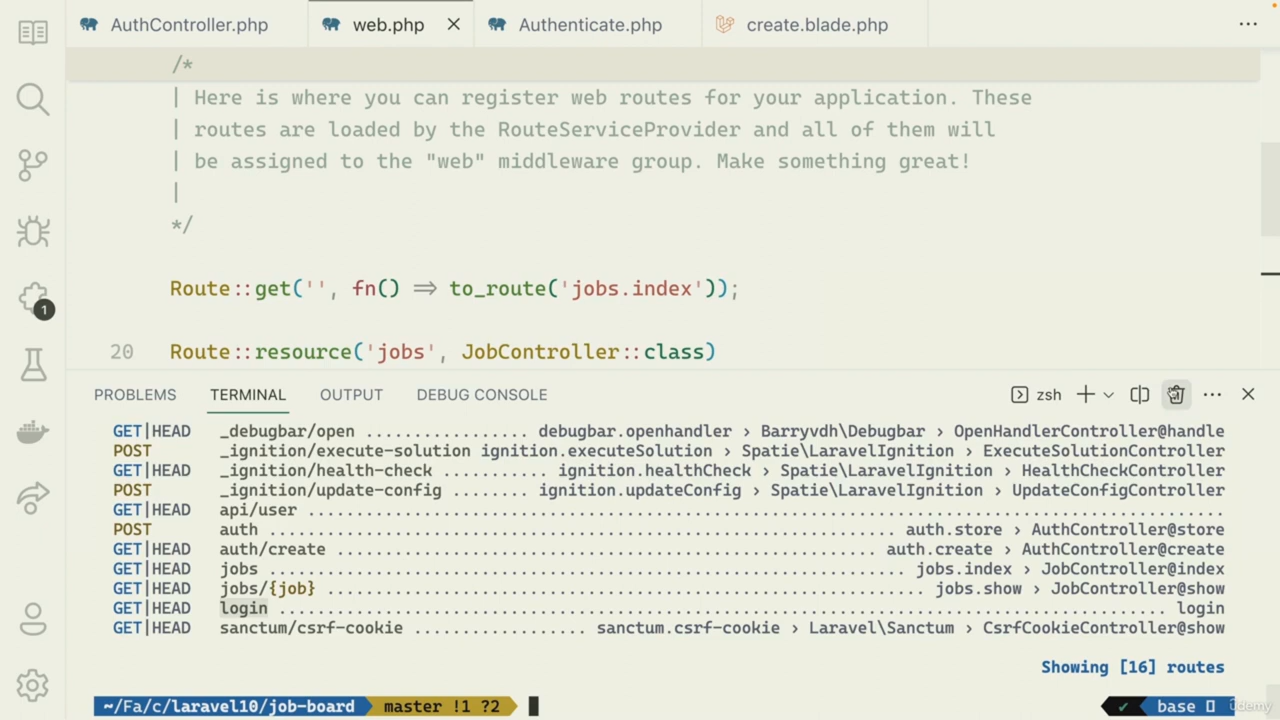 AuthController.php web.php Authenticate.php create.blade.php
/*
| Here is where you can register web routes for your application. These
| routes are loaded by the RouteServiceProvider and all of them will
| be assigned to the "web" middleware group. Make something great!
|
*/
Route::get('', fn() => to_route('jobs.index'));
20 Route::resource('jobs', JobController::class)
1
PROBLEMS TERMINAL OUTPUT DEBUG CONSOLE zsh
GET|HEAD _debugbar/open ................. debugbar.openhandler › Barryvdh\Debugbar › OpenHandlerController@handle
POST _ignition/execute-solution ignition.executeSolution › Spatie\LaravelIgnition › ExecuteSolutionController
GET|HEAD _ignition/health-check ........... ignition.healthCheck › Spatie\LaravelIgnition › HealthCheckController
POST _ignition/update-config ........ ignition.updateConfig › Spatie\LaravelIgnition › UpdateConfigController
GET|HEAD api/user ...............................................................................................
POST auth .................................................................. auth.store › AuthController@store
GET|HEAD auth/create ......................................................... auth.create › AuthController@create
GET|HEAD jobs .................................................................... jobs.index › JobController@index
GET|HEAD jobs/{job} .............................................................. jobs.show › JobController@show
GET|HEAD login ............................................................................................ login
GET|HEAD sanctum/csrf-cookie .................. sanctum.csrf-cookie › Laravel\Sanctum › CsrfCookieController@show
Showing [16] routes
~/Fa/c/laravel10/job-board master !1 ?2 ✓ base
Udemy